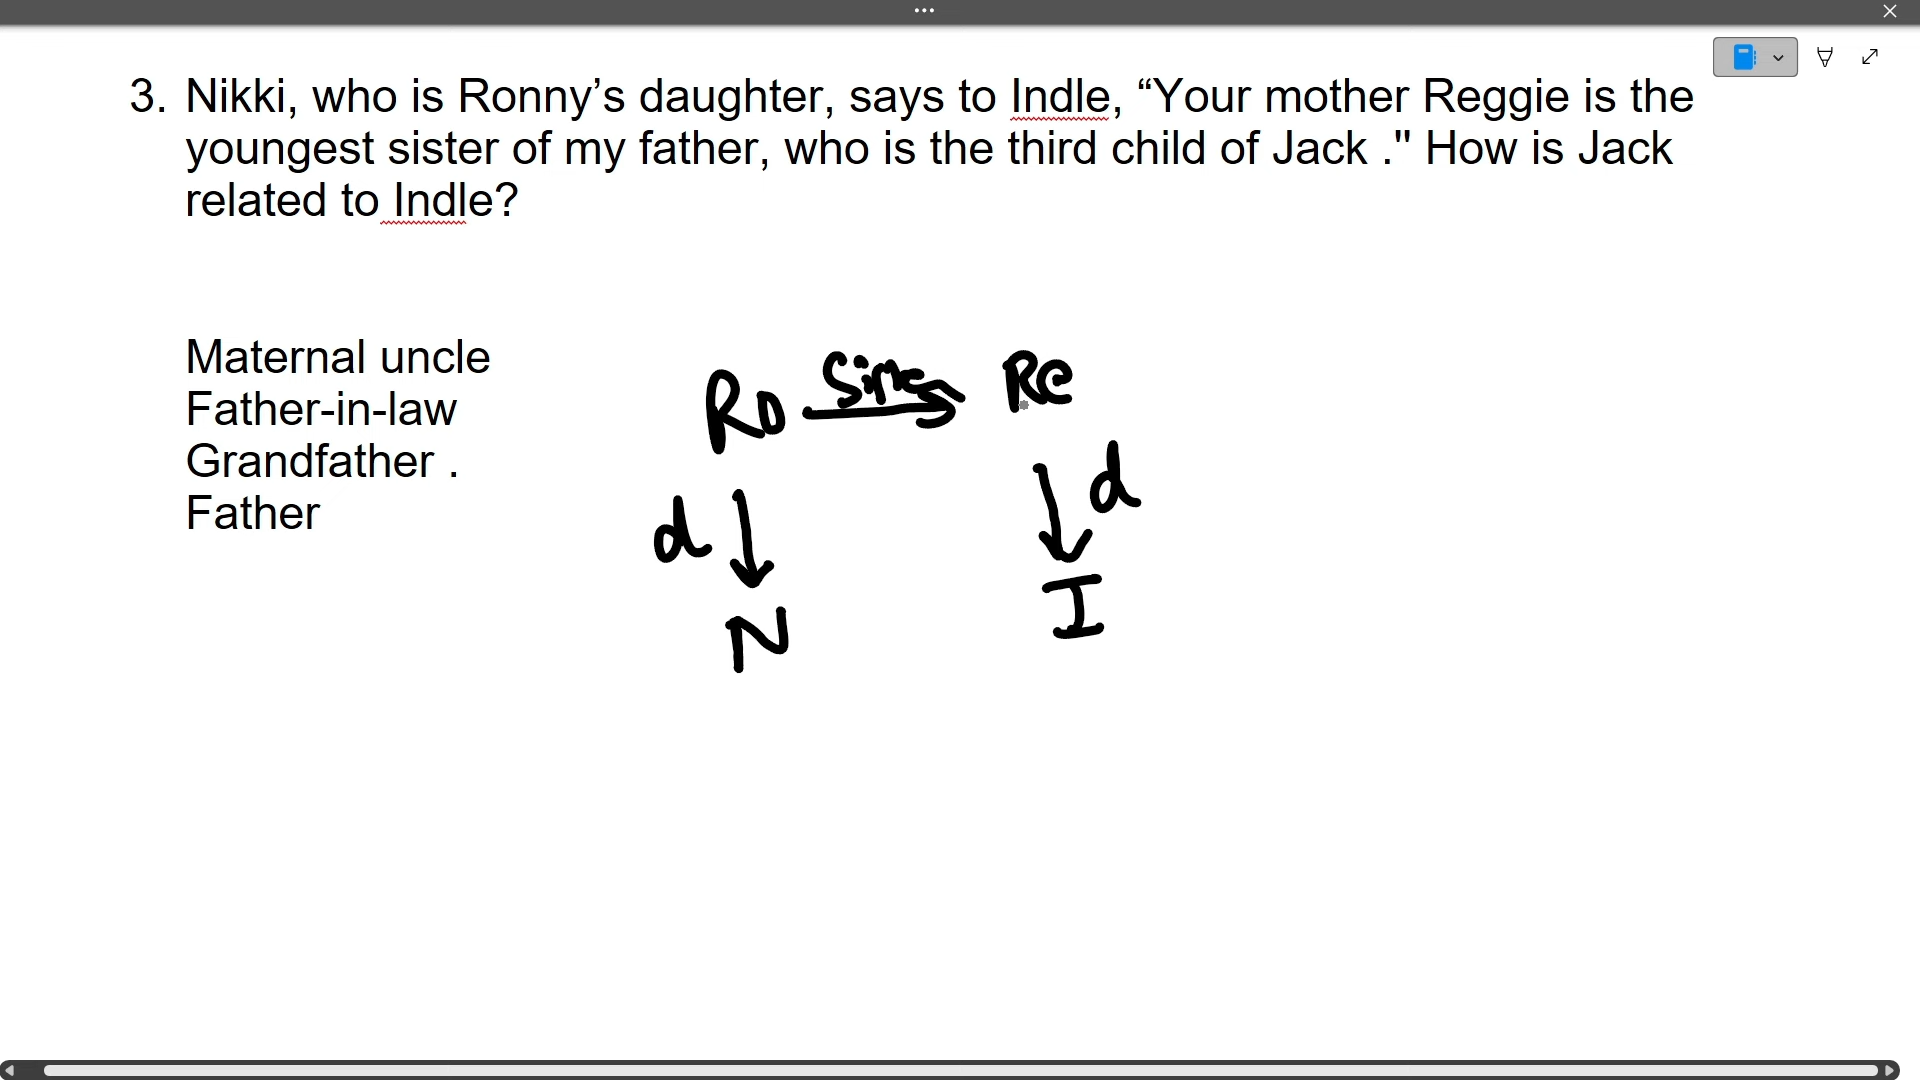 3. Nikki, who is Ronny’s daughter, says to Indle, “Your mother Reggie is the
youngest sister of my father, who is the third child of Jack ." How is Jack
related to Indle?
Maternal uncle
Father-in-law
Grandfather .
Father
Ro Re
d d
N I